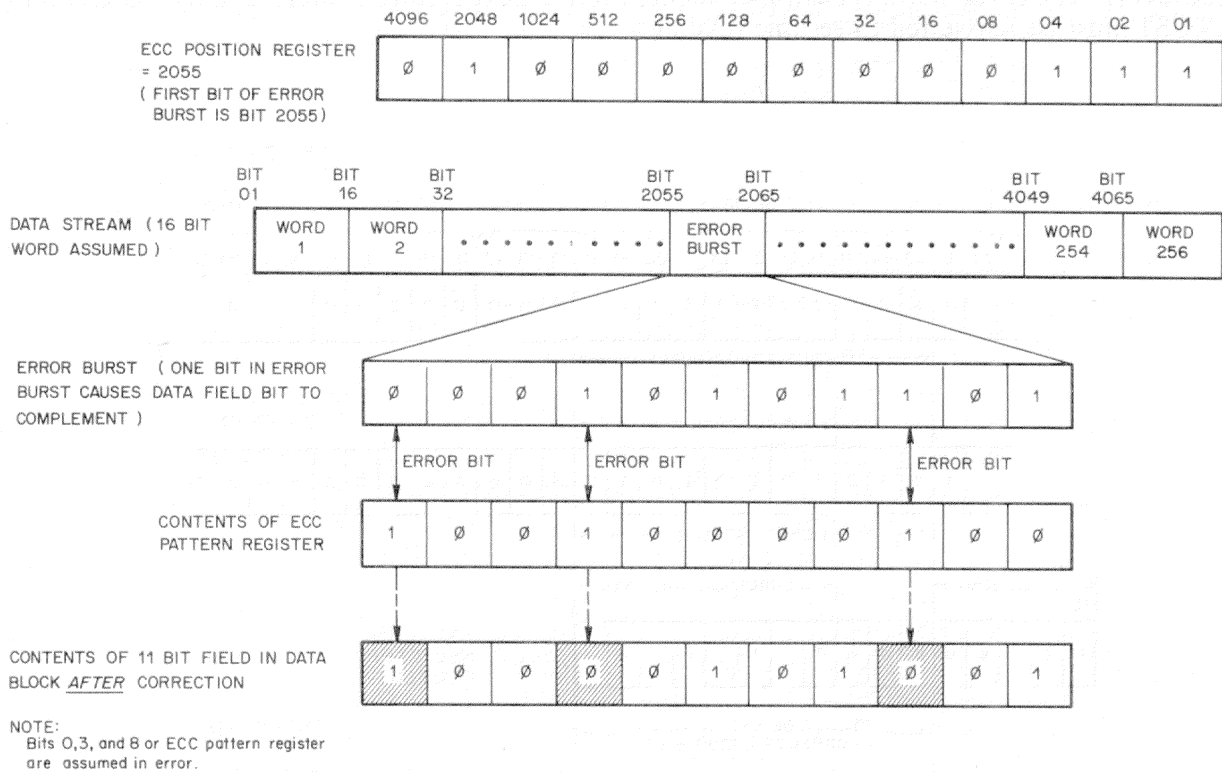 4096 2048 1024 512 256 128 64 32 16 08 04 02 01
ECC POSITION REGISTER
= 2055
( FIRST BIT OF ERROR
BURST IS BIT 2055)
Ø 1 Ø Ø Ø Ø Ø Ø Ø Ø 1 1 1
BIT BIT BIT BIT BIT BIT BIT
01 16 32 2055 2065 4049 4065
DATA STREAM (16 BIT
WORD ASSUMED)
WORD WORD ERROR WORD WORD
1 2 BURST 254 256
ERROR BURST ( ONE BIT IN ERROR
BURST CAUSES DATA FIELD BIT TO
COMPLEMENT )
Ø Ø Ø 1 Ø 1 Ø 1 1 Ø 1
ERROR BIT ERROR BIT ERROR BIT
CONTENTS OF ECC
PATTERN REGISTER
1 Ø Ø 1 Ø Ø Ø Ø 1 Ø Ø
CONTENTS OF 11 BIT FIELD IN DATA
BLOCK AFTER CORRECTION
1 Ø Ø Ø Ø 1 Ø 1 Ø Ø 1
NOTE:
Bits 0,3, and 8 or ECC pattern register
are assumed in error.